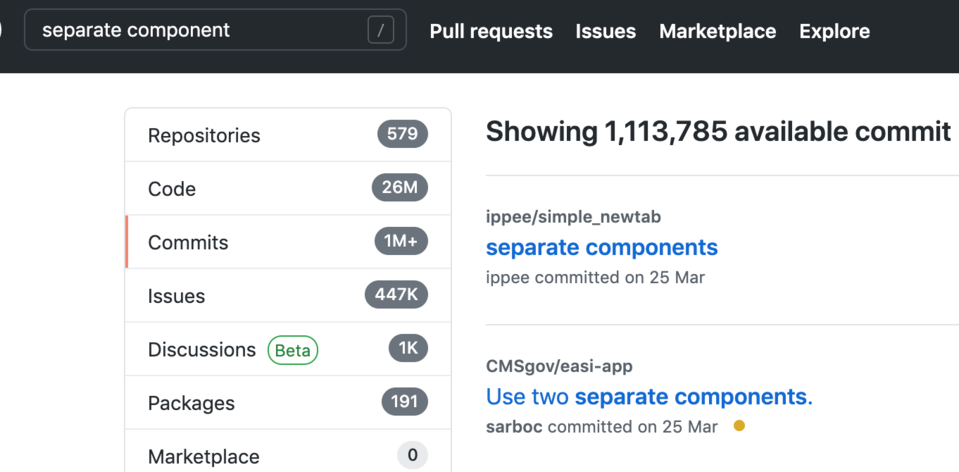 separate component /
Pull requests Issues Marketplace Explore
Repositories 579
Code 26M
Commits 1M+
Issues 447K
Discussions Beta 1K
Packages 191
Marketplace 0
Showing 1,113,785 available commit
ippee/simple_newtab
separate components
ippee committed on 25 Mar
CMSgov/easi-app
Use two separate components.
sarboc committed on 25 Mar